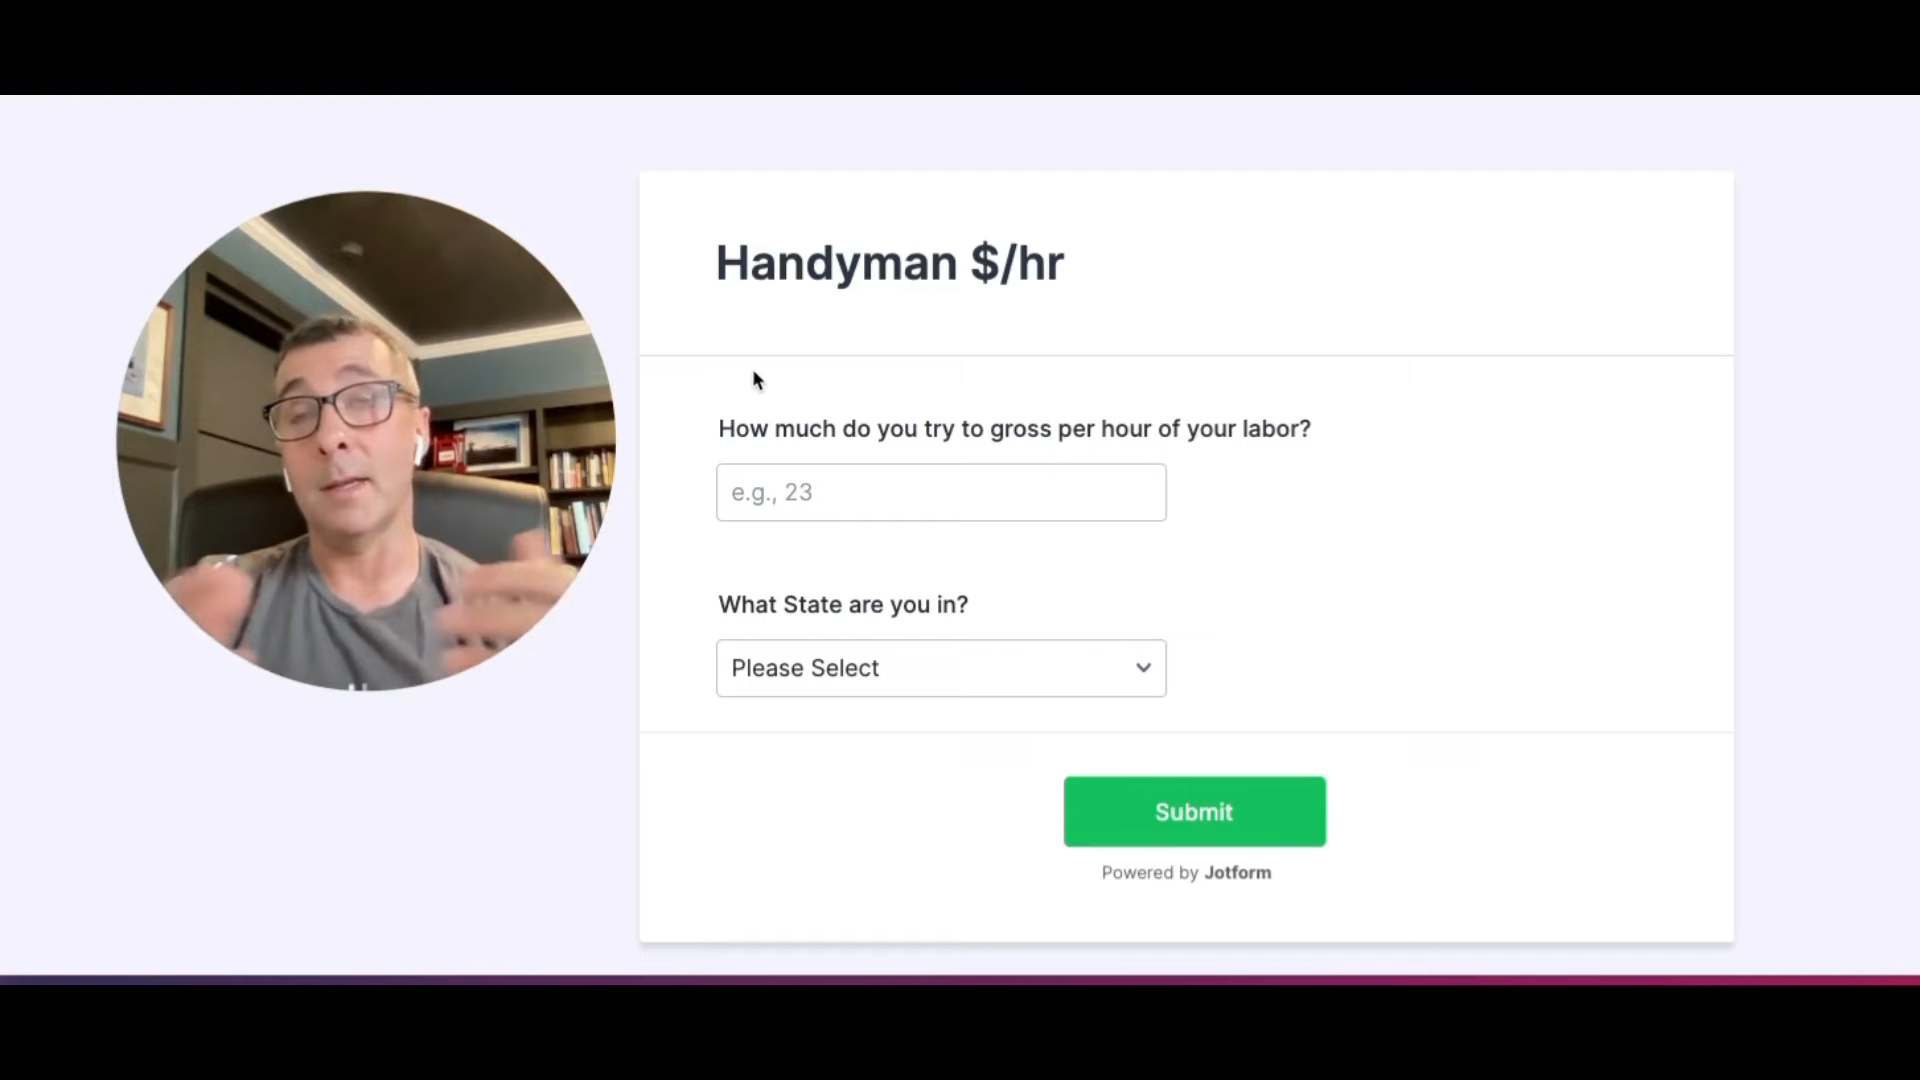 Handyman $/hr
How much do you try to gross per hour of your labor?
e.g., 23
What State are you in?
Please Select
Submit
Powered by Jotform